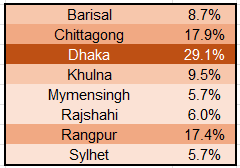 Barisal 8.7%
Chittagong 17.9%
Dhaka 29.1%
Khulna 9.5%
Mymensingh 5.7%
Rajshahi 6.0%
Rangpur 17.4%
Sylhet 5.7%